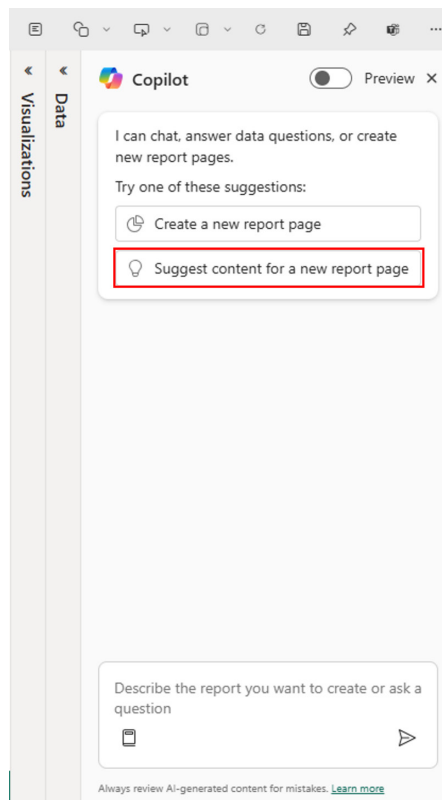 Visualizations
Data
Copilot
Preview
I can chat, answer data questions, or create
new report pages.
Try one of these suggestions:
Create a new report page
Suggest content for a new report page
Describe the report you want to create or ask a
question
Always review AI-generated content for mistakes. Learn more